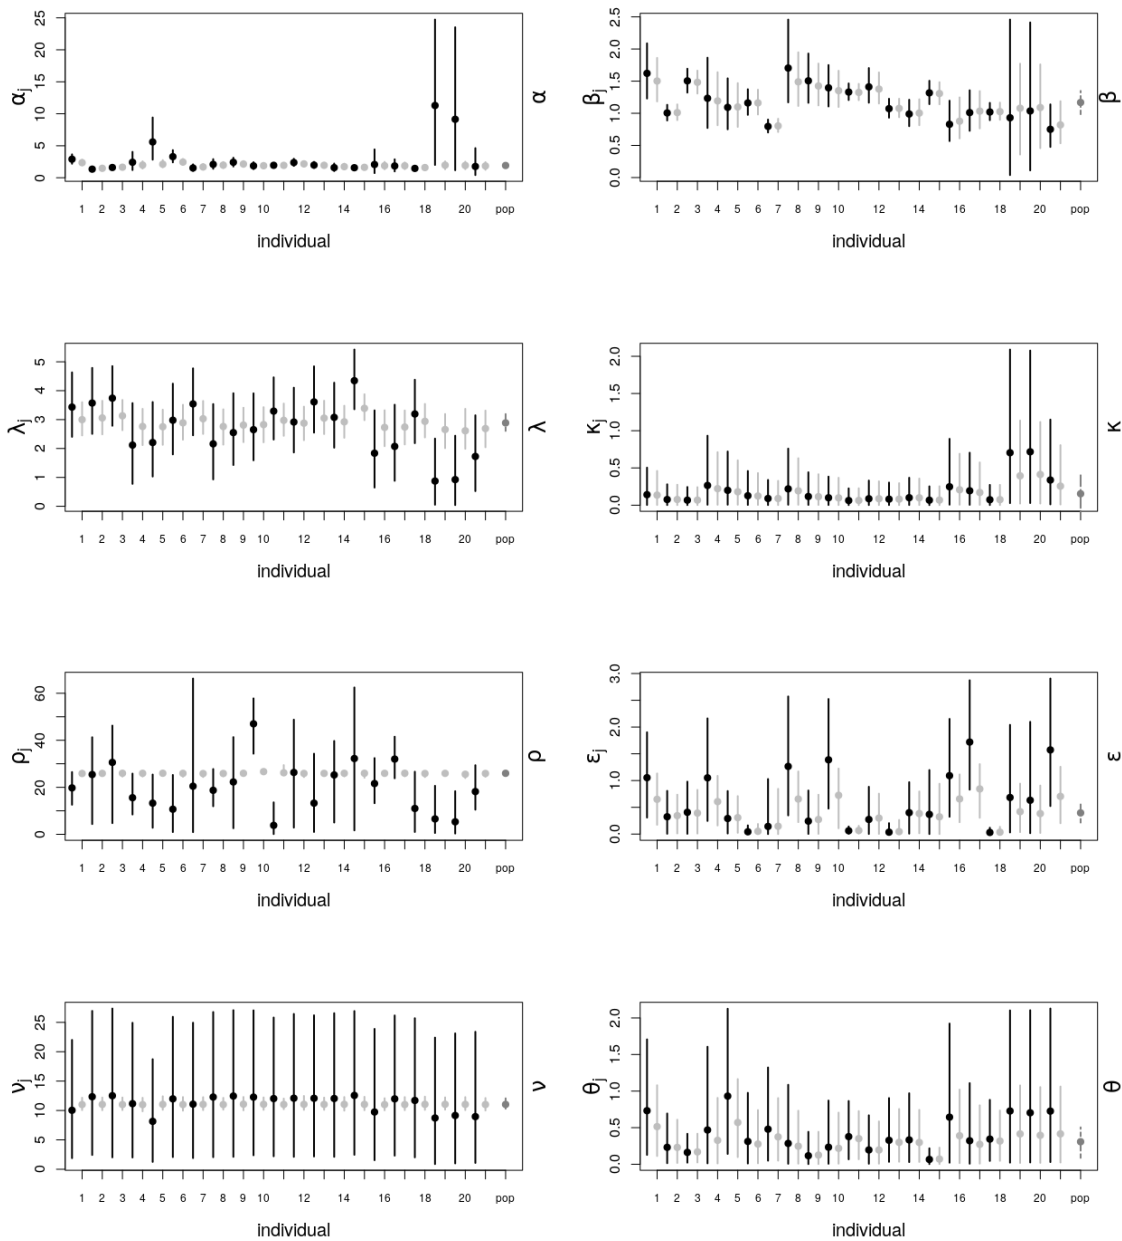 αj
0 5 10 15 20 25
1 2 3 4 5 6 7 8 9 10 12 14 16 18 20 pop
individual
α
βj
0.0 0.5 1.0 1.5 2.0 2.5
1 2 3 4 5 6 7 8 9 10 12 14 16 18 20 pop
individual
β
λj
0 1 2 3 4 5
1 2 3 4 5 6 7 8 9 10 12 14 16 18 20 pop
individual
λ
κj
0.0 0.5 1.0 1.5 2.0
1 2 3 4 5 6 7 8 9 10 12 14 16 18 20 pop
individual
κ
ρj
0 20 40 60
1 2 3 4 5 6 7 8 9 10 12 14 16 18 20 pop
individual
ρ
εj
0.0 1.0 2.0 3.0
1 2 3 4 5 6 7 8 9 10 12 14 16 18 20 pop
individual
ε
νj
0 5 10 15 20 25
1 2 3 4 5 6 7 8 9 10 12 14 16 18 20 pop
individual
ν
θj
0.0 0.5 1.0 1.5 2.0
1 2 3 4 5 6 7 8 9 10 12 14 16 18 20 pop
individual
θ